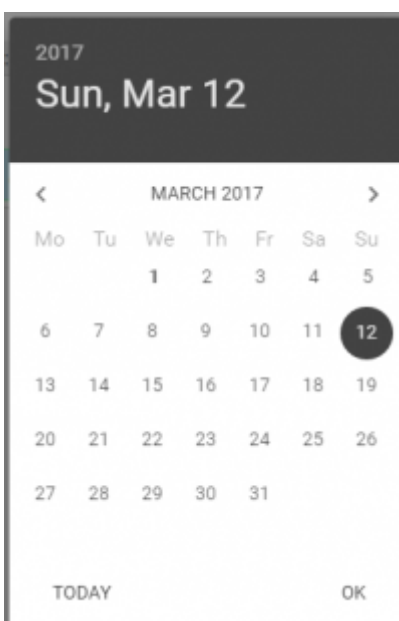 2017
Sun, Mar 12
< MARCH 2017 >
Mo Tu We Th Fr Sa Su
1 2 3 4 5
6 7 8 9 10 11 12
13 14 15 16 17 18 19
20 21 22 23 24 25 26
27 28 29 30 31
TODAY OK